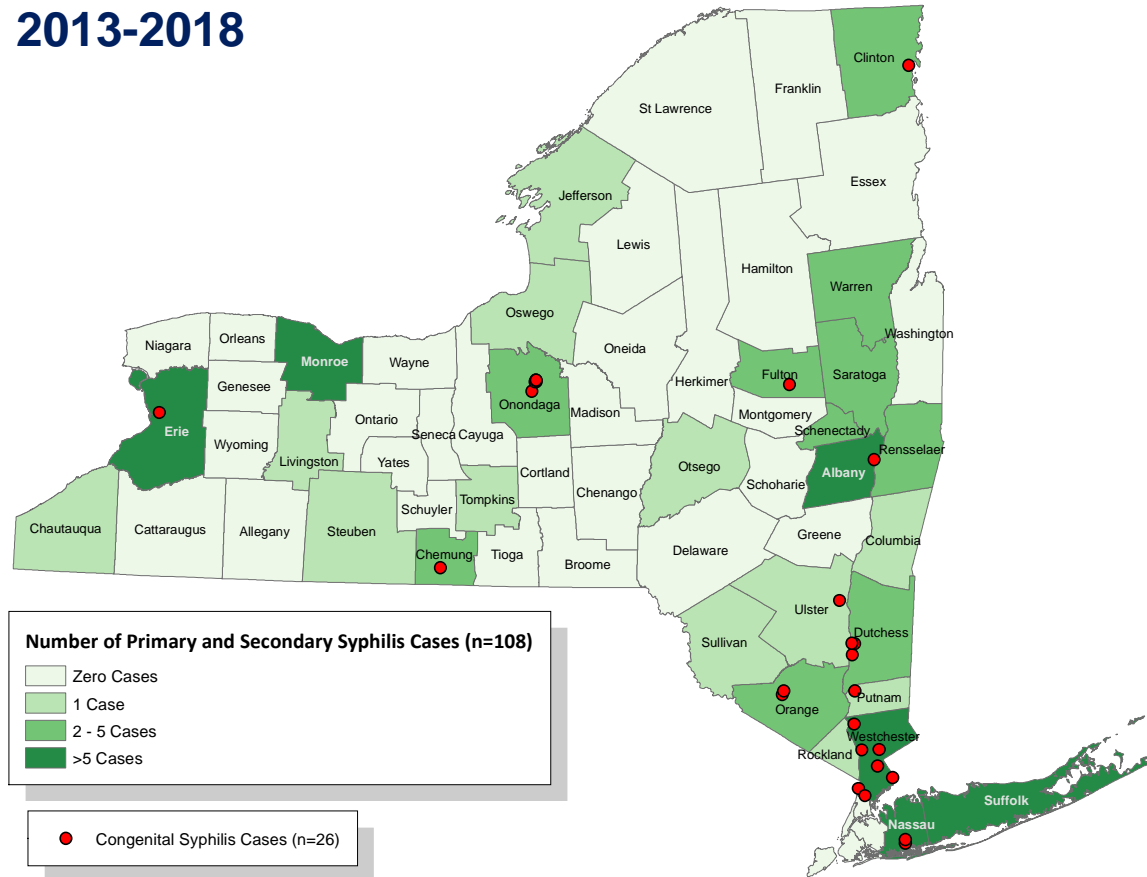 2013-2018
Clinton
Franklin
St Lawrence
Essex
Jefferson
Lewis
Hamilton
Warren
Oswego
Washington
Oneida
Niagara
Orleans
Monroe
Wayne
Genesee
Fulton
Saratoga
Herkimer
Onondaga
Madison
Montgomery
Ontario
Seneca
Cayuga
Schenectady
Erie
Wyoming
Livingston
Yates
Rensselaer
Otsego
Albany
Cortland
Schoharie
Chenango
Tompkins
Schuyler
Chautauqua
Cattaraugus
Allegany
Steuben
Greene
Columbia
Chemung
Tioga
Broome
Delaware
Ulster
Dutchess
Sullivan
Putnam
Orange
Westchester
Rockland
Suffolk
Nassau
Number of Primary and Secondary Syphilis Cases (n=108)
Zero Cases
1 Case
2 - 5 Cases
>5 Cases
Congenital Syphilis Cases (n=26)